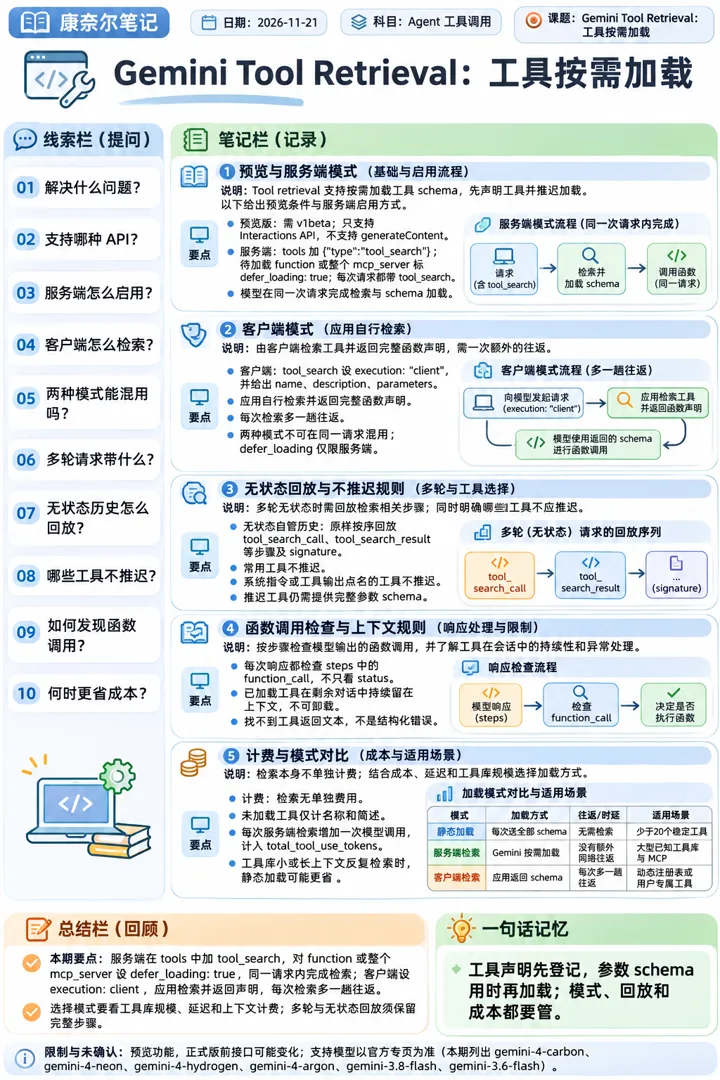 康奈尔笔记
日期：2026-11-21
科目：Agent 工具调用
课题：Gemini Tool Retrieval：
工具按需加载
Gemini Tool Retrieval：工具按需加载
线索栏（提问）
01 解决什么问题？
02 支持哪种 API？
03 服务端怎么启用？
04 客户端怎么检索？
05 两种模式能混用
吗？
06 多轮请求带什么？
07 无状态历史怎么
回放？
08 哪些工具不推迟？
09 如何发现函数
调用？
10 何时更省成本？
笔记栏（记录）
1 预览与服务端模式（基础与启用流程）
说明：Tool retrieval 支持按需加载工具 schema，先声明工具并推迟加载。
以下给出预览条件与服务端启用方式。
要点
预览版：需 v1beta；只支持
Interactions API，不支持 generateContent。
服务端：tools 加 {"type":"tool_search"}；
待加载 function 或整个 mcp_server 标
defer_loading: true；每次请求都带 tool_search。
模型在同一次请求完成检索与 schema 加载。
服务端模式流程（同一次请求内完成）
请求
(含 tool_search)
检索并
加载 schema
调用函数
(同一请求)
2 客户端模式（应用自行检索）
说明：由客户端检索工具并返回完整函数声明，需一次额外的往返。
要点
客户端：tool_search 设 execution: "client"，
并给出 name、description、parameters。
应用自行检索并返回完整函数声明。
每次检索多一趟往返。
两种模式不可在同一请求混用；
defer_loading 仅限服务端。
客户端模式流程（多一趟往返）
向模型发起请求
(execution: "client")
应用检索工具
并返回函数声明
模型使用返回的 schema
进行函数调用
3 无状态回放与不推迟规则（多轮与工具选择）
说明：多轮无状态时需回放检索相关步骤；同时明确哪些工具不应推迟。
要点
无状态自管历史：原样按序回放
tool_search_call、tool_search_result
等步骤及 signature。
常用工具不推迟。
系统指令或工具输出点名的工具不推迟。
推迟工具仍需提供完整参数 schema。
多轮（无状态）请求的回放序列
tool_
search_call
tool_
search_result
...
(signature)
4 函数调用检查与上下文规则（响应处理与限制）
说明：按步骤检查模型输出的函数调用，并了解工具在会话中的持续性和异常处理。
要点
每次响应都检查 steps 中的
function_call，不只看 status。
已加载工具在剩余对话中持续留在
上下文，不可卸载。
找不到工具返回文本，不是结构化错误。
响应检查流程
模型响应
(steps)
检查
function_call
决定是否
执行函数
5 计费与模式对比（成本与适用场景）
说明：检索本身不单独计费；结合成本、延迟和工具库规模选择加载方式。
要点
计费：检索无单独费用。
未加载工具仅计名称和简述。
每次服务端检索增加一次模型调用，
计入 total_tool_use_tokens.
工具库小或长上下文反复检索时，
静态加载可能更省。
加载模式对比与适用场景
模式 加载方式 往返/时延 适用场景
静态加载 每次送全部 schema 无需检索 少于20个稳定工具
服务端检索 Gemini 按需加载 没有额外
网络往返 大型已知工具库
与 MCP
客户端检索 应用返回 schema 每次多一趟
往返 动态注册表或
用户专属工具
总结栏（回顾）
本期要点：服务端在 tools 中加 tool_search，对 function 或整个
mcp_server 设 defer_loading: true，同一请求内完成检索；客户端设
execution: client，应用检索并返回声明，每次检索多一趟往返。
选择模式要看工具库规模、延迟和上下文计费；多轮与无状态回放须保留
完整步骤。
一句话记忆
工具声明先登记，参数 schema
用时再加载；模式、回放和
成本都要管。
限制与未确认：预览功能，正式版前接口可能变化；支持模型以官方专页为准（本期列出 gemini-4-carbon、
gemini-4-neon、gemini-4-hydrogen、gemini-4-argon、gemini-3.8-flash、gemini-3.6-flash）。